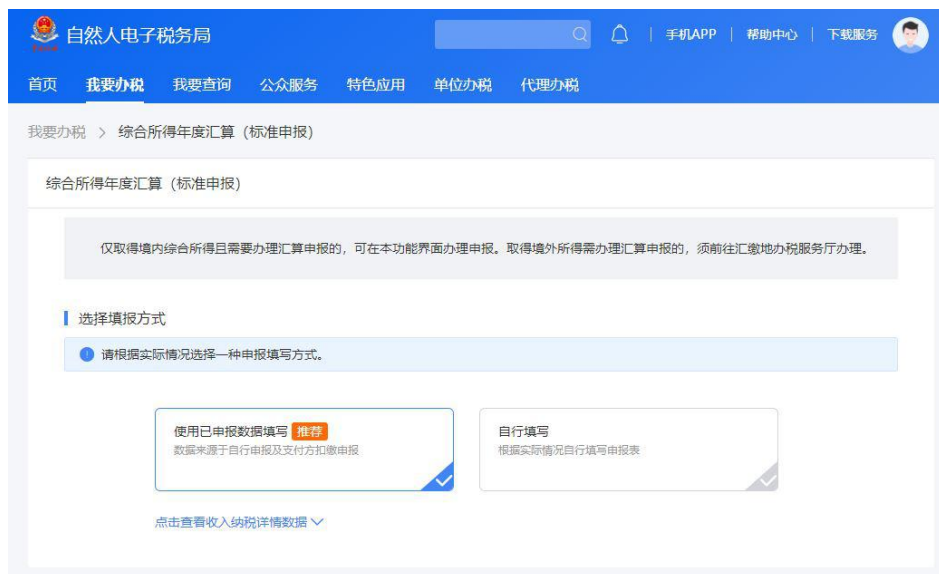 自然人电子税务局
手机APP | 帮助中心 | 下载服务
首页 我要办税 我要查询 公众服务 特色应用 单位办税 代理办税
我要办税 > 综合所得年度汇算（标准申报）
综合所得年度汇算（标准申报）
仅取得境内综合所得且需要办理汇算申报的，可在本功能界面办理申报。取得境外所得需办理汇算申报的，须前往汇缴地办税服务厅办理。
选择填报方式
请根据实际情况选择一种申报填写方式。
使用已申报数据填写 推荐
数据来源于自行申报及支付方扣缴申报
自行填写
根据实际情况自行填写申报表
点击查看收入纳税详情数据